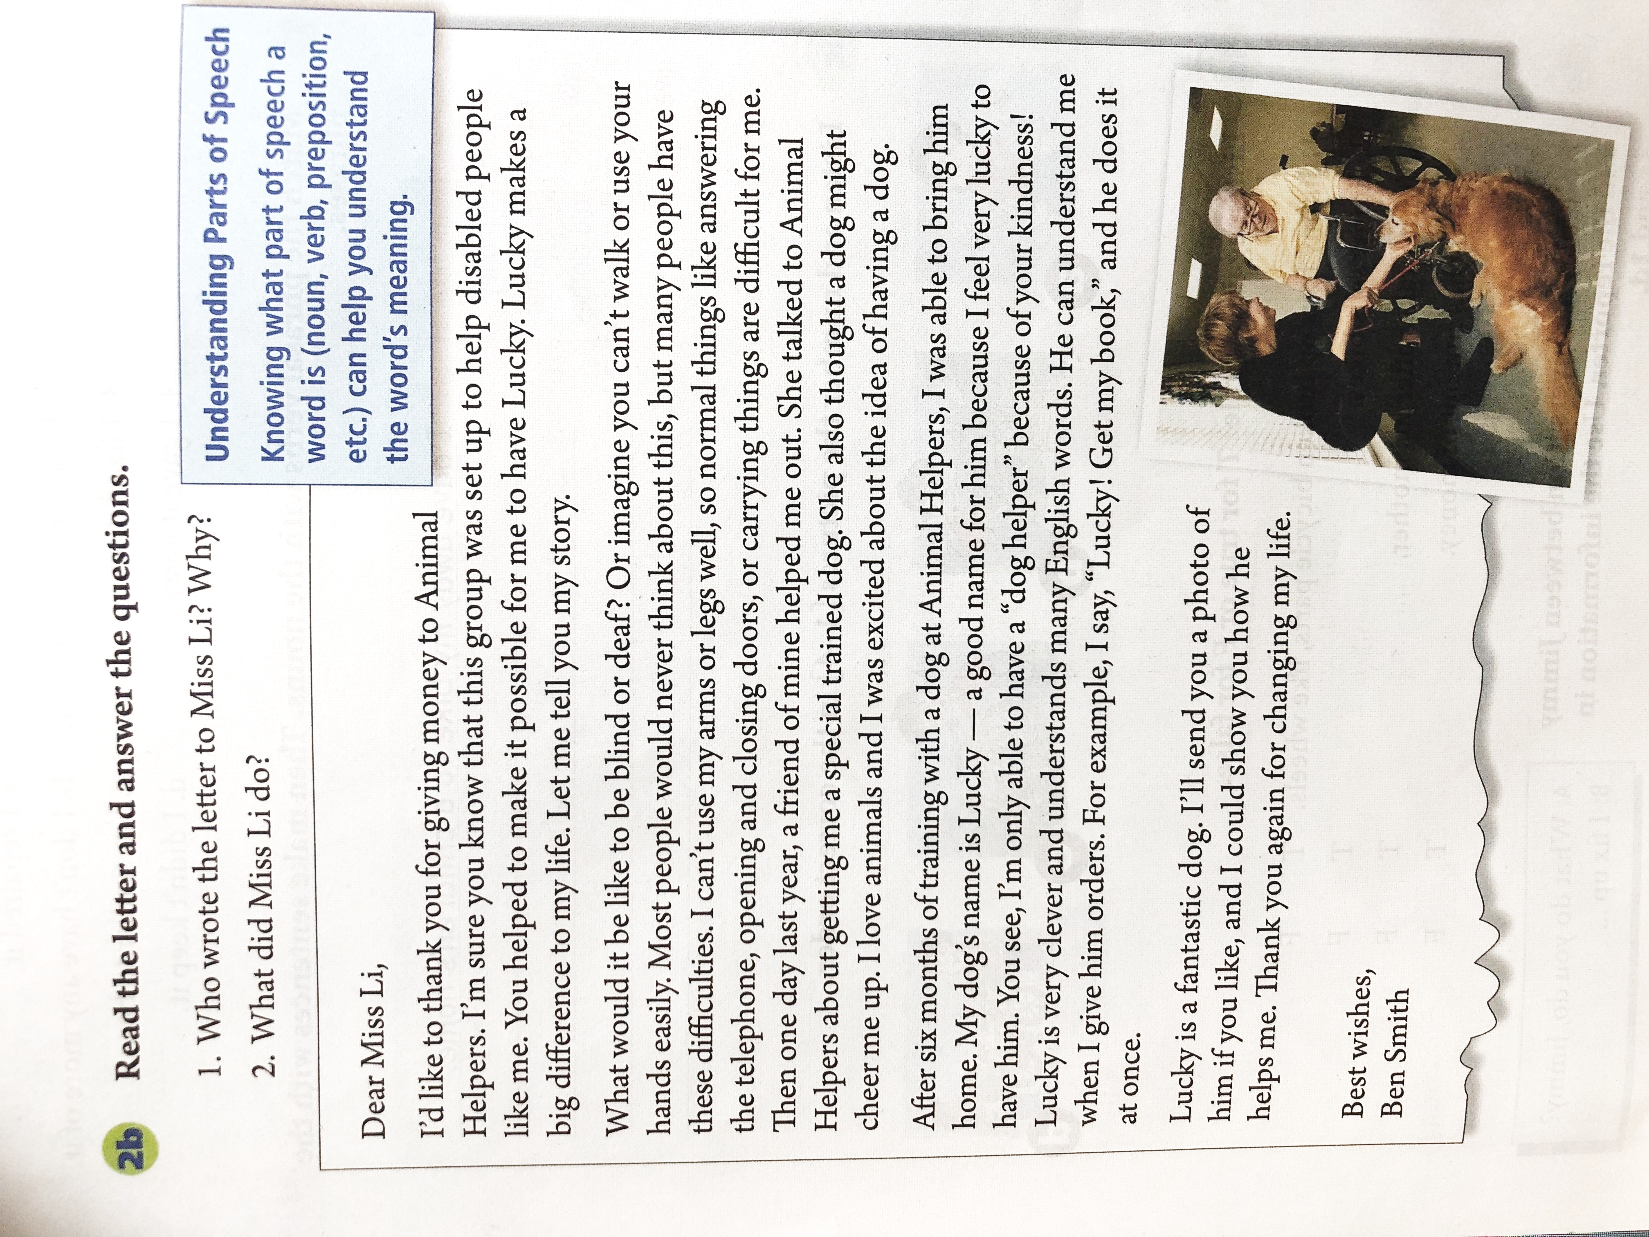 2b Read the letter and answer the questions.
1. Who wrote the letter to Miss Li? Why?
2. What did Miss Li do?
Understanding Parts of Speech
Knowing what part of speech a
word is (noun, verb, preposition,
etc.) can help you understand
the word's meaning.
Dear Miss Li,
I'd like to thank you for giving money to Animal
Helpers. I'm sure you know that this group was set up to help disabled people
like me. You helped to make it possible for me to have Lucky. Lucky makes a
big difference to my life. Let me tell you my story.
What would it be like to be blind or deaf? Or imagine you can't walk or use your
hands easily. Most people would never think about this, but many people have
these difficulties. I can't use my arms or legs well, so normal things like answering
the telephone, opening and closing doors, or carrying things are difficult for me.
Then one day last year, a friend of mine helped me out. She talked to Animal
Helpers about getting me a special trained dog. She also thought a dog might
cheer me up. I love animals and I was excited about the idea of having a dog.
After six months of training with a dog at Animal Helpers, I was able to bring him
home. My dog's name is Lucky — a good name for him because I feel very lucky to
have him. You see, I'm only able to have a “dog helper” because of your kindness!
Lucky is very clever and understands many English words. He can understand me
when I give him orders. For example, I say, “Lucky! Get my book,” and he does it
at once.
Lucky is a fantastic dog. I'll send you a photo of
him if you like, and I could show you how he
helps me. Thank you again for changing my life.
Best wishes,
Ben Smith